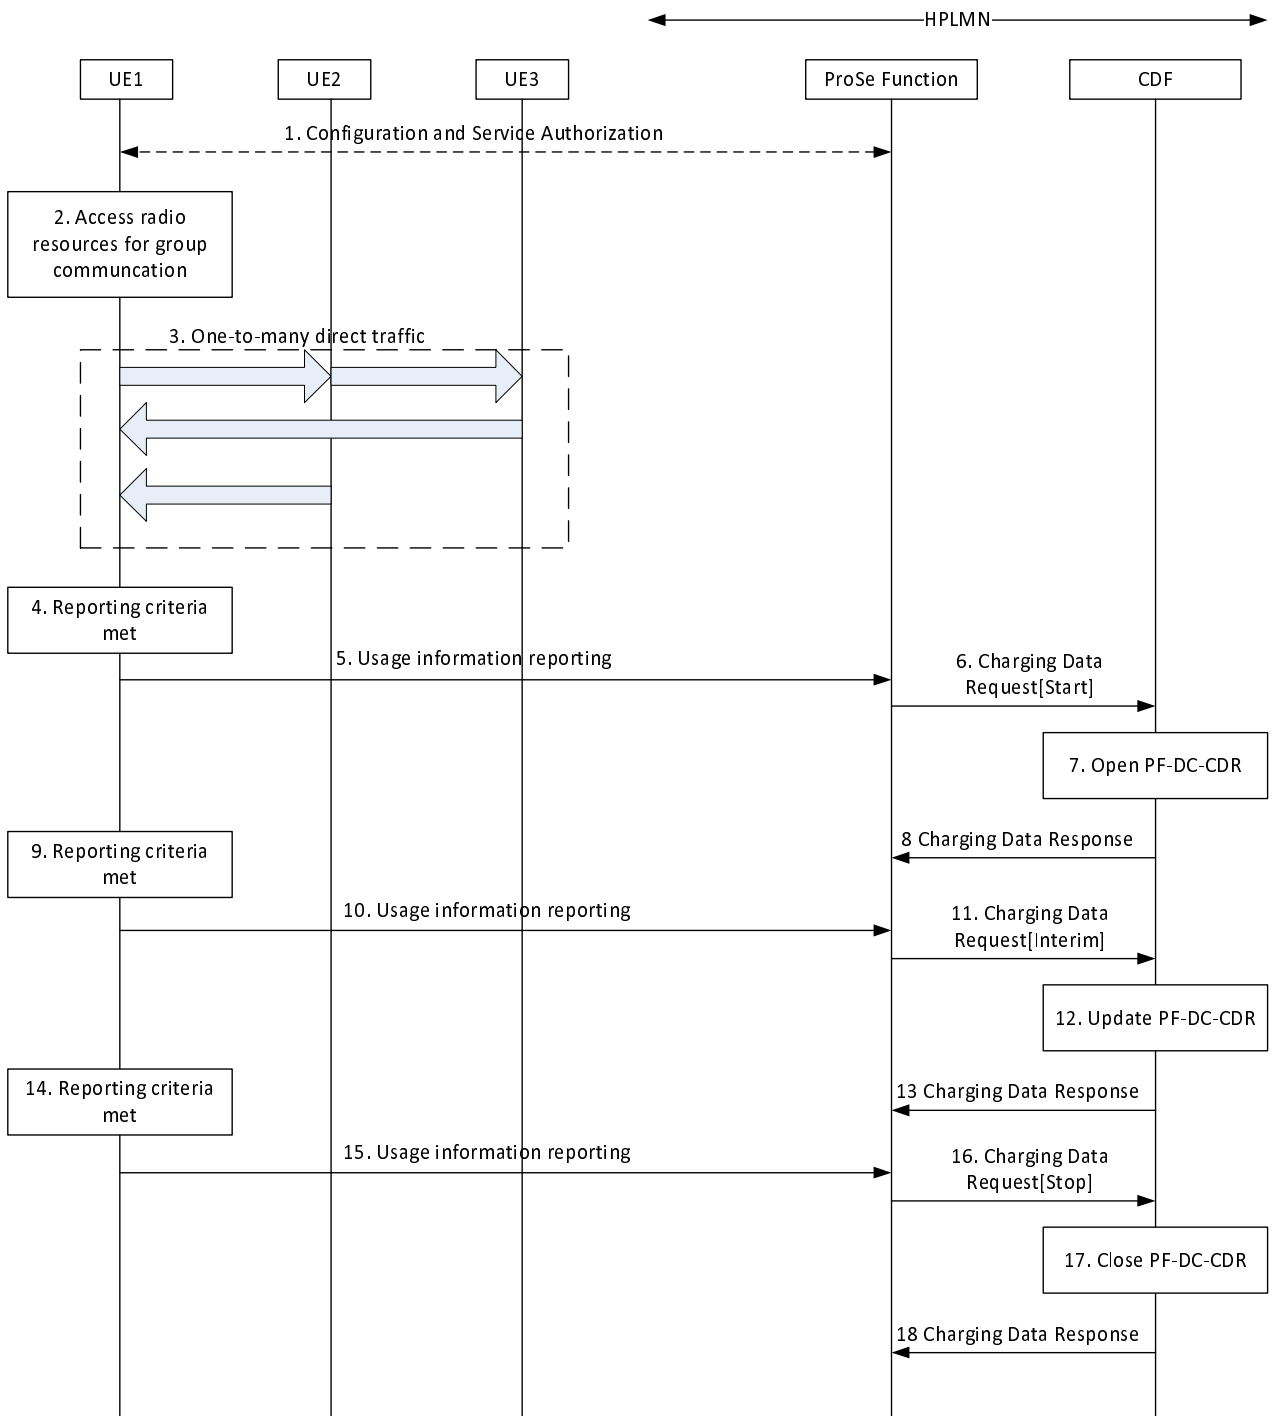 HPLMN
UE1
UE2
UE3
ProSe Function
CDF
1. Configuration and Service Authorization
2. Access radio
resources for group
communcation
3. One-to-many direct traffic
4. Reporting criteria
met
5. Usage information reporting
6. Charging Data
Request[Start]
7. Open PF-DC-CDR
8 Charging Data Response
9. Reporting criteria
met
10. Usage information reporting
11. Charging Data
Request[Interim]
12. Update PF-DC-CDR
13 Charging Data Response
14. Reporting criteria
met
15. Usage information reporting
16. Charging Data
Request[Stop]
17. Close PF-DC-CDR
18 Charging Data Response